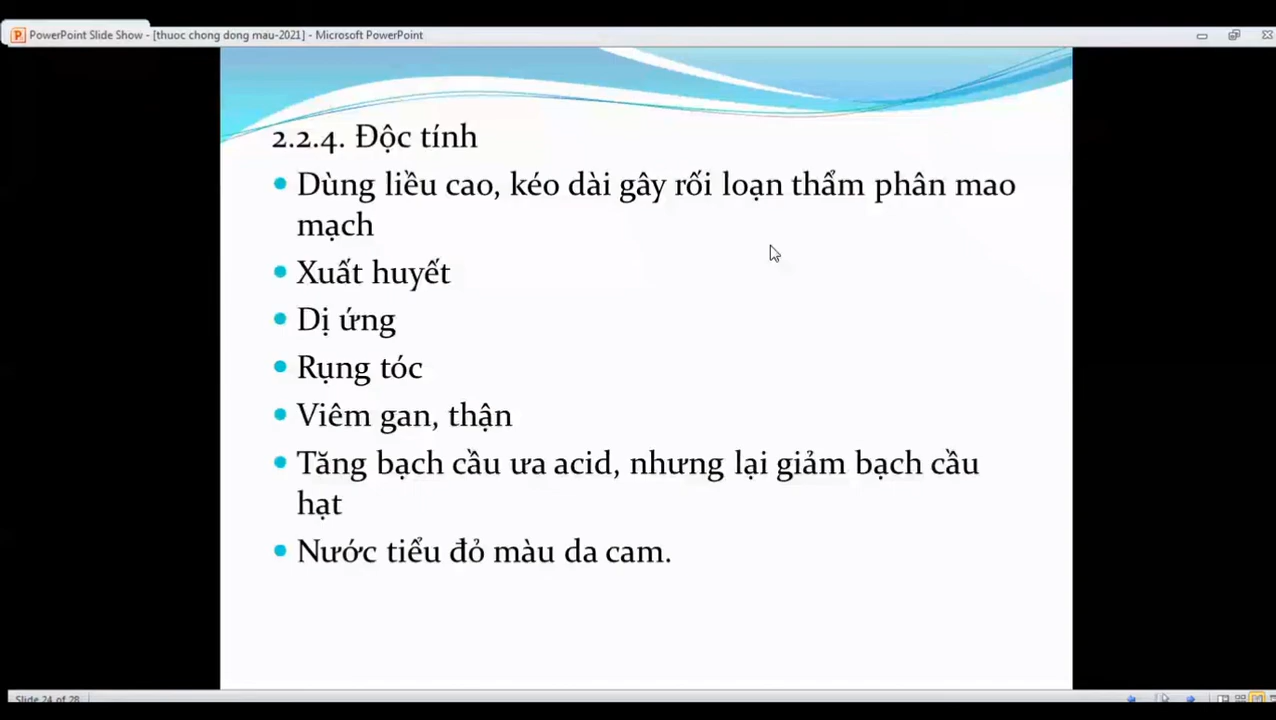 PowerPoint Slide Show - [thuoc chong dong mau-2021] - Microsoft PowerPoint
2.2.4. Độc tính
Dùng liều cao, kéo dài gây rối loạn thẩm phân mao
mạch
Xuất huyết
Dị ứng
Rụng tóc
Viêm gan, thận
Tăng bạch cầu ưa acid, nhưng lại giảm bạch cầu
hạt
Nước tiểu đỏ màu da cam.
Slide 24 of 28